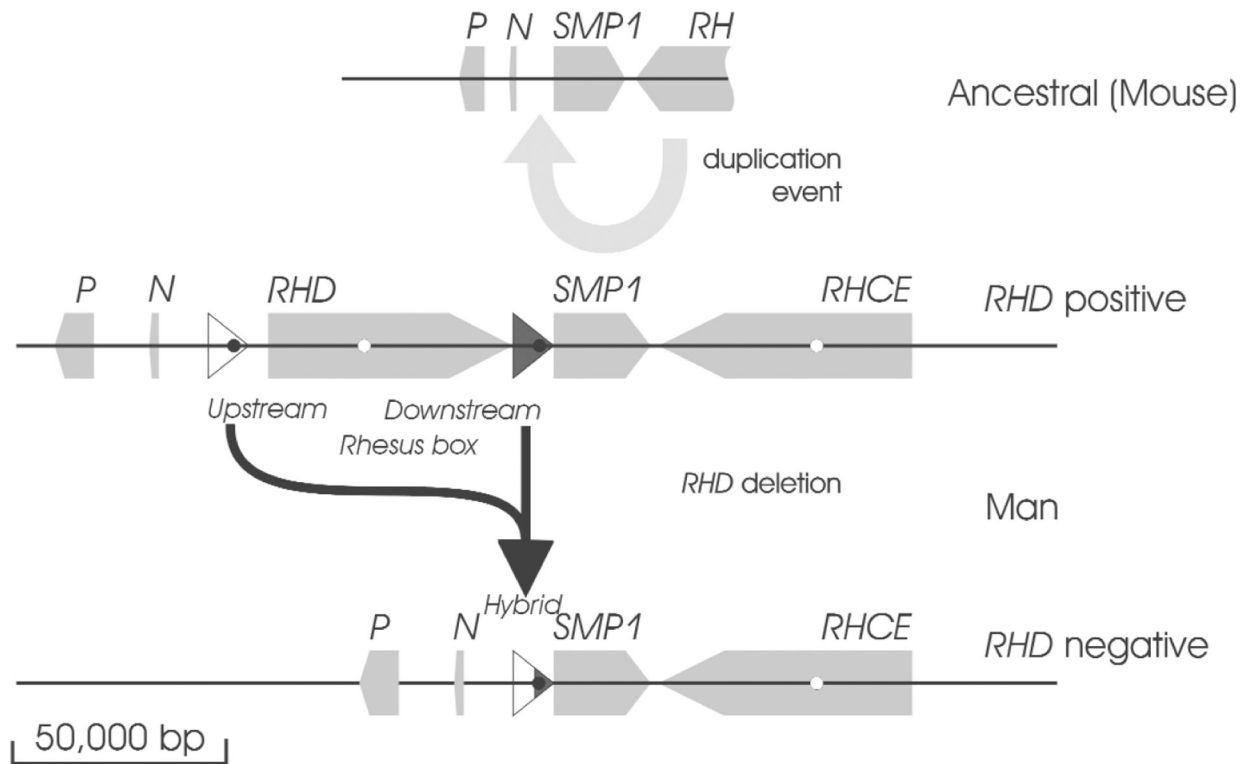 P N SMP1 RH
Ancestral (Mouse)
duplication
event
P N RHD SMP1 RHCE
RHD positive
Upstream Downstream
Rhesus box
RHD deletion
Man
Hybrid
P N SMP1 RHCE
RHD negative
50,000 bp